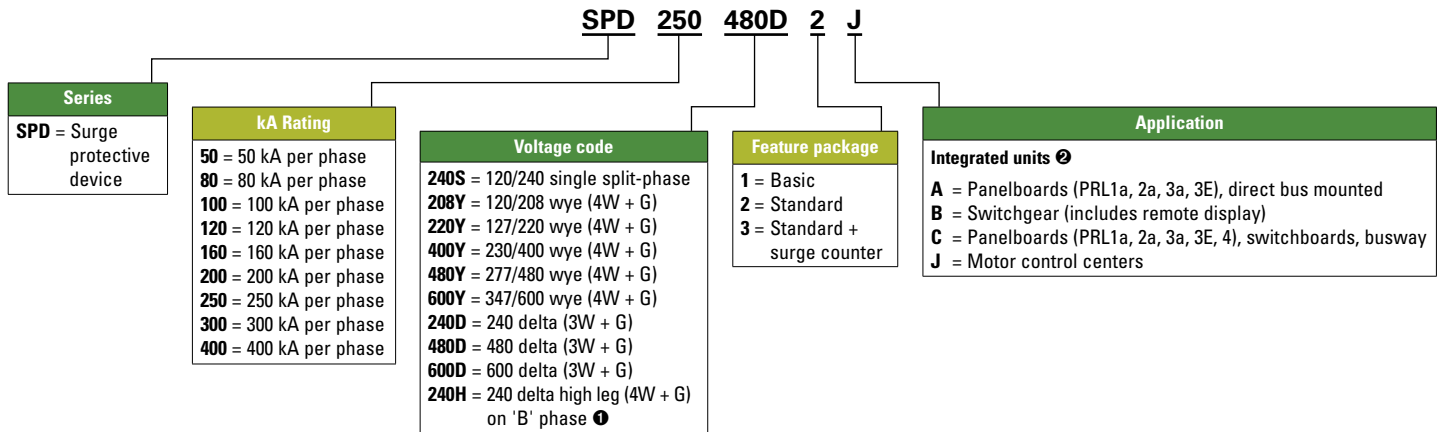 SPD 250 480D 2 J
Series
SPD = Surge
protective
device
kA Rating
50 = 50 kA per phase
80 = 80 kA per phase
100 = 100 kA per phase
120 = 120 kA per phase
160 = 160 kA per phase
200 = 200 kA per phase
250 = 250 kA per phase
300 = 300 kA per phase
400 = 400 kA per phase
Voltage code
240S = 120/240 single split-phase
208Y = 120/208 wye (4W + G)
220Y = 127/220 wye (4W + G)
400Y = 230/400 wye (4W + G)
480Y = 277/480 wye (4W + G)
600Y = 347/600 wye (4W + G)
240D = 240 delta (3W + G)
480D = 480 delta (3W + G)
600D = 600 delta (3W + G)
240H = 240 delta high leg (4W + G)
on 'B' phase ❶
Feature package
1 = Basic
2 = Standard
3 = Standard +
surge counter
Application
Integrated units ❷
A = Panelboards (PRL1a, 2a, 3a, 3E), direct bus mounted
B = Switchgear (includes remote display)
C = Panelboards (PRL1a, 2a, 3a, 3E, 4), switchboards, busway
J = Motor control centers